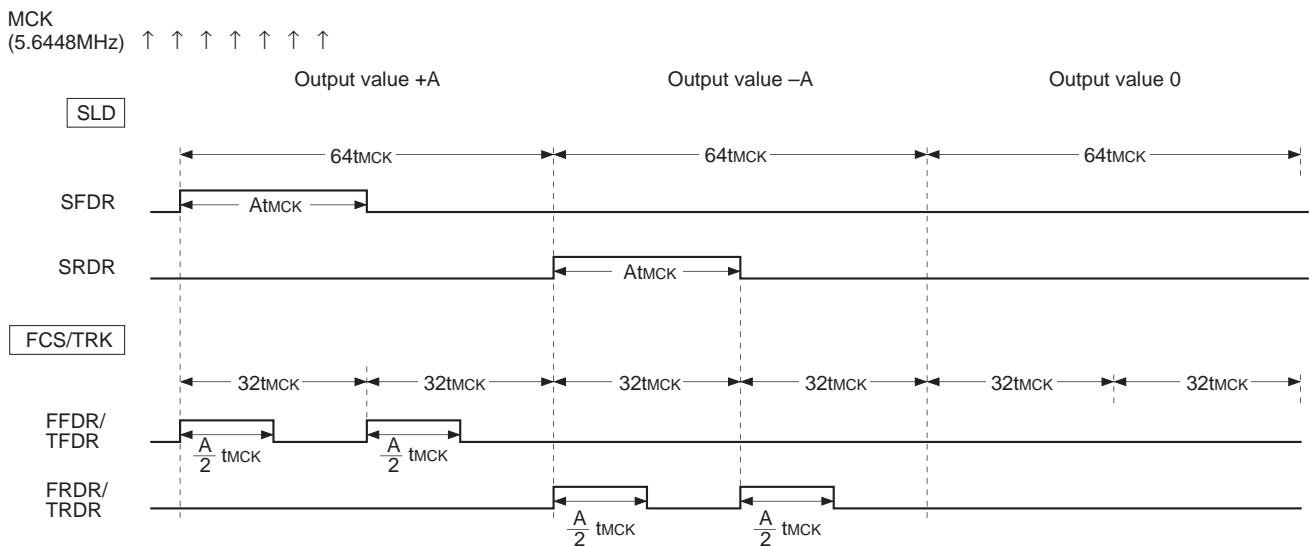 MCK
(5.6448MHz) ↑ ↑ ↑ ↑ ↑ ↑ ↑
Output value +A Output value –A Output value 0
SLD
64tMCK 64tMCK 64tMCK
SFDR AtMCK
SRDR AtMCK
FCS/TRK
32tMCK 32tMCK 32tMCK 32tMCK 32tMCK 32tMCK
FFDR/
TFDR A/2 tMCK A/2 tMCK
FRDR/
TRDR A/2 tMCK A/2 tMCK